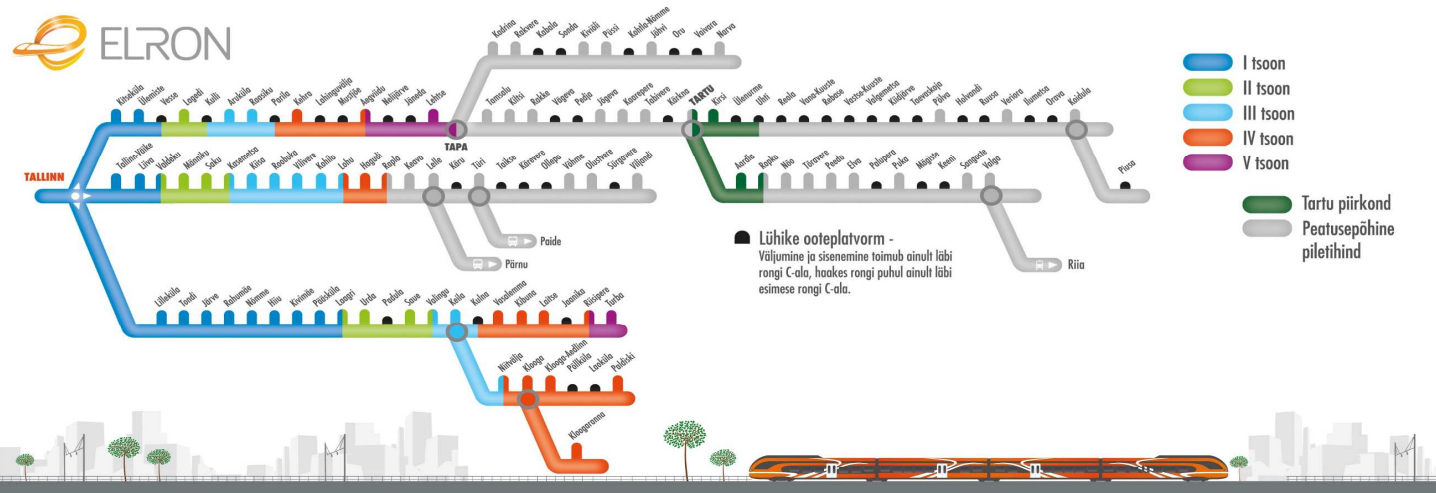 ELRON
Kadrina
Rakvere
Kabala
Sonda
Kiviõli
Püssi
Kohtla-Nõmme
Jõhvi
Oru
Vaivara
Narva
Kitseküla
Ülemiste
Vesse
Lagedi
Kulli
Aruküla
Raasiku
Parila
Kehra
Lahinguvälja
Mustjõe
Aegviidu
Nelijärve
Jäneda
Lehtse
TAPA
Tamsalu
Kiltsi
Rakke
Vägeva
Pedja
Jõgeva
Kaarepere
Tabivere
Kärkna
TARTU
Kirsi
Ülenurme
Uhti
Reola
Vana-Kuuste
Rebase
Vastse-Kuuste
Valgemetsa
Kiidjärve
Taevaskoja
Põlva
Holvandi
Ruusa
Veriora
Ilumetsa
Orava
Koidula
Piusa
I tsoon
II tsoon
III tsoon
IV tsoon
V tsoon
Tartu piirkond
Peatusepõhine
piletihind
TALLINN
Tallinn-Väike
Liiva
Valdeku
Männiku
Saku
Kasemetsa
Kiisa
Roobuka
Vilivere
Kohila
Lohu
Hagudi
Rapla
Keava
Lelle
Käru
Türi
Taikse
Kärevere
Ollepa
Võhma
Olustvere
Sürgavere
Viljandi
Paide
Pärnu
Aardla
Ropka
Nõo
Tõravere
Peedu
Elva
Palupera
Puka
Mägiste
Keeni
Sangaste
Valga
Riia
Lühike ooteplatvorm -
Väljumine ja sisenemine toimub ainult läbi
rongi C-ala, haakes rongi puhul ainult läbi
esimese rongi C-ala.
Lilleküla
Tondi
Järve
Rahumäe
Nõmme
Hiiu
Kivimäe
Pääsküla
Laagri
Urda
Padula
Saue
Valingu
Keila
Kulna
Vasalemma
Kibuna
Laitse
Jaanika
Riisipere
Turba
Niitvälja
Klooga
Klooga-Aedlinn
Põllküla
Laoküla
Paldiski
Kloogaranna